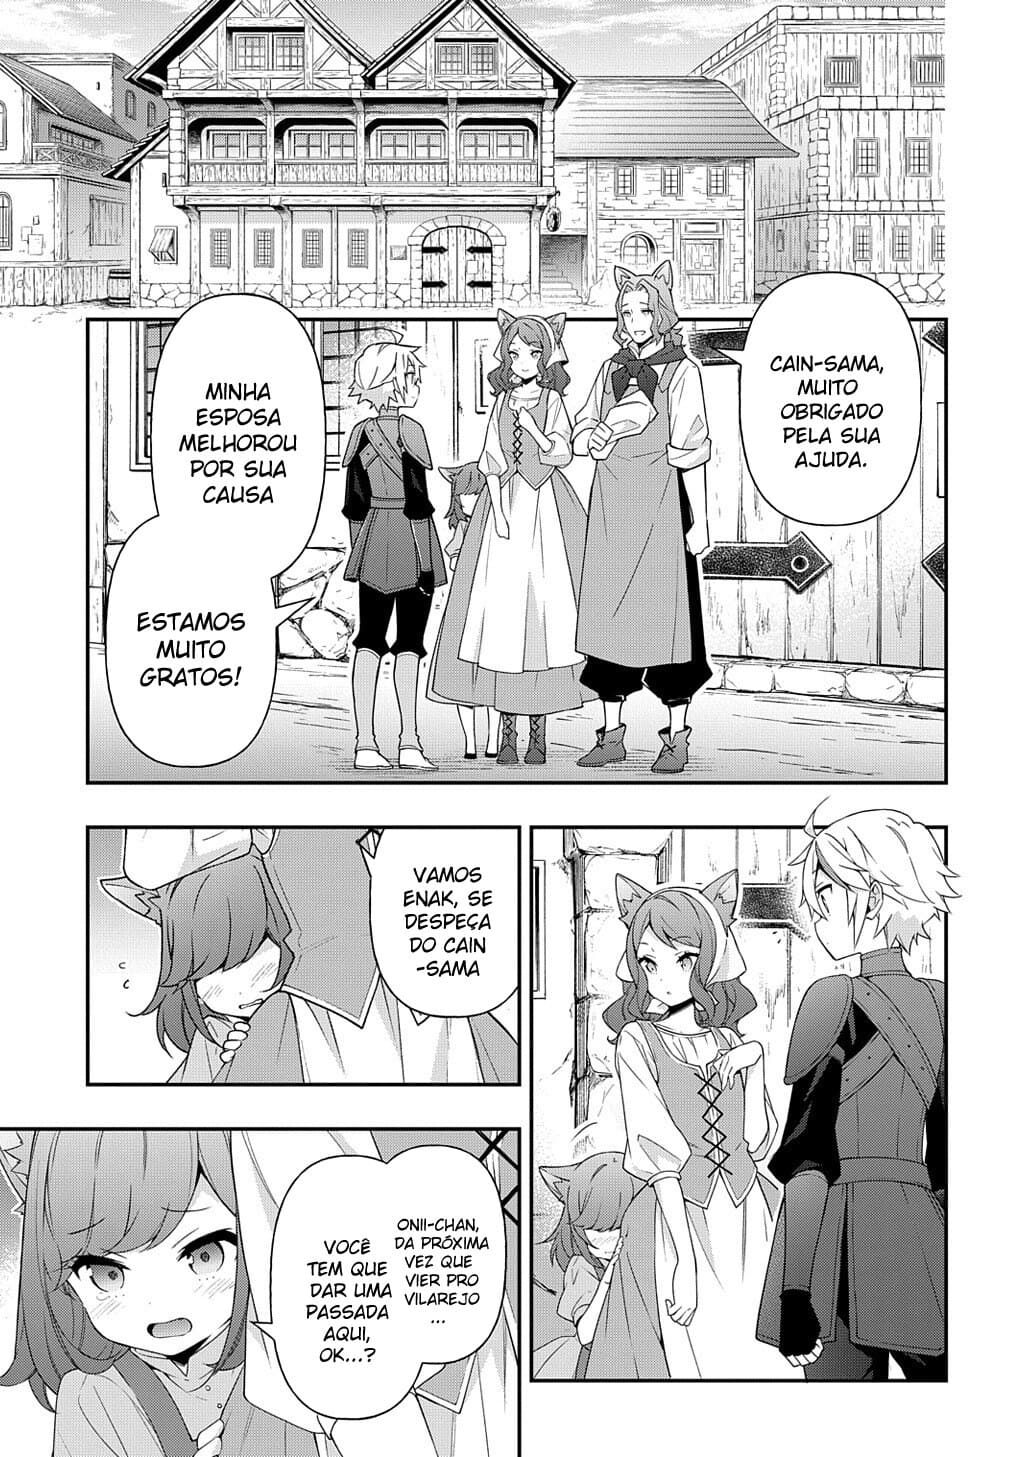 CAIN-SAMA,
MUITO
OBRIGADO
PELA SUA
AJUDA.
MINHA
ESPOSA
MELHOROU
POR SUA
CAUSA
ESTAMOS
MUITO
GRATOS!
VAMOS
ENAK, SE
DESPEÇA
DO CAIN
-SAMA
ONII-CHAN,
DA PRÓXIMA
VEZ QUE
VIER PRO
VILAREJO
...
VOCÊ
TEM QUE
DAR UMA
PASSADA
AQUI,
OK...?